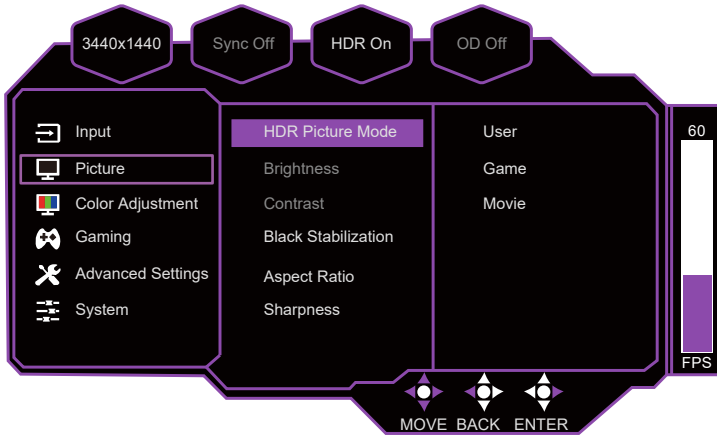 3440x1440
Sync Off
HDR On
OD Off
Input
Picture
Color Adjustment
Gaming
Advanced Settings
System
HDR Picture Mode
Brightness
Contrast
Black Stabilization
Aspect Ratio
Sharpness
User
Game
Movie
60
FPS
MOVE BACK ENTER